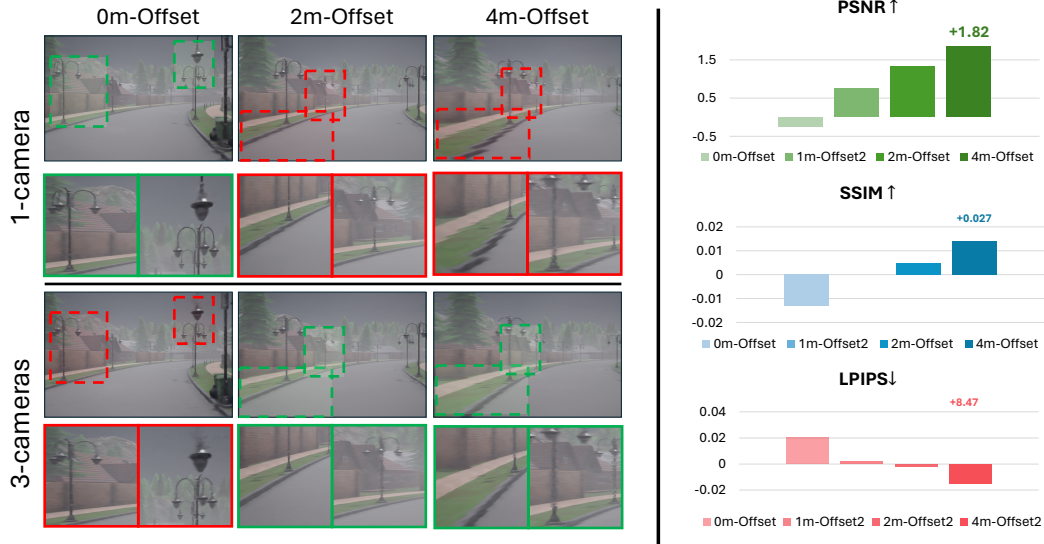 0m-Offset 2m-Offset 4m-Offset
1-camera
3-cameras
PSNR↑
+1.82
1.5
0.5
-0.5
0m-Offset 1m-Offset2 2m-Offset 4m-Offset
SSIM↑
+0.027
0.02
0.01
0
-0.01
-0.02
0m-Offset 1m-Offset2 2m-Offset 4m-Offset
LPIPS↓
+8.47
0.04
0.02
0
-0.02
0m-Offset 1m-Offset2 2m-Offset2 4m-Offset2